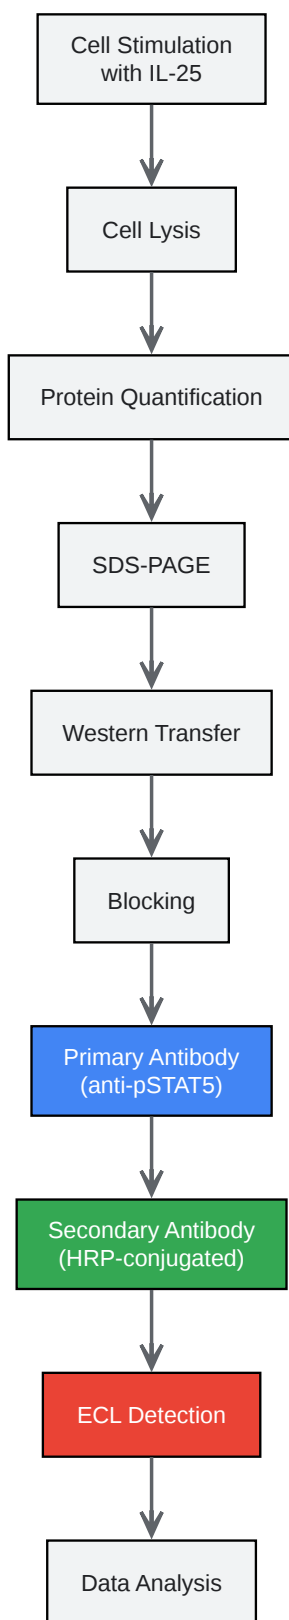 Cell Stimulation
with IL-25
Cell Lysis
Protein Quantification
SDS-PAGE
Western Transfer
Blocking
Primary Antibody
(anti-pSTAT5)
Secondary Antibody
(HRP-conjugated)
ECL Detection
Data Analysis